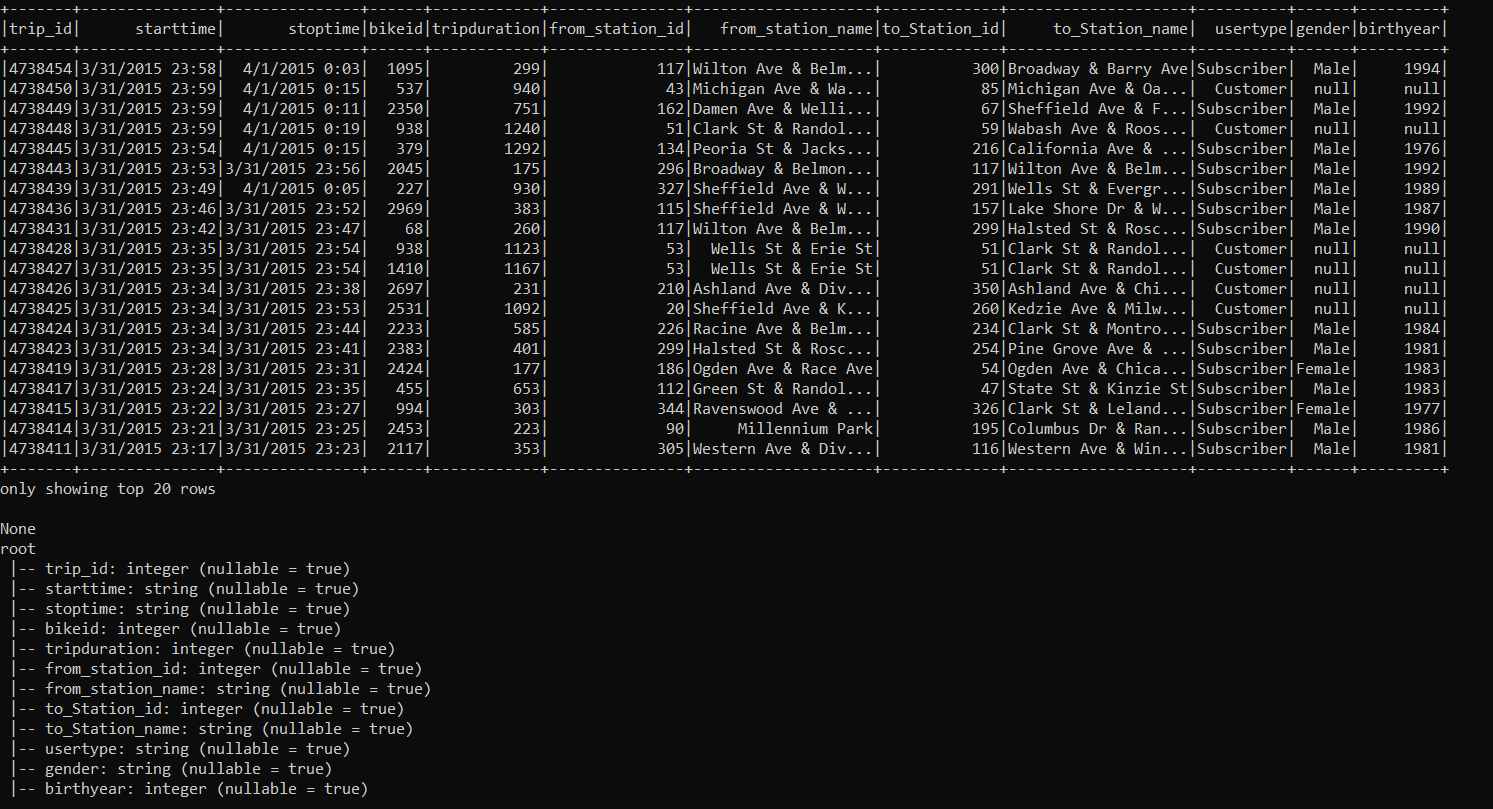 +-------+---------------+---------------+------+------------+---------------+--------------------+-------------+--------------------+----------+------+---------+
|trip_id|      starttime|       stoptime|bikeid|tripduration|from_station_id|   from_station_name|to_Station_id|     to_Station_name|  usertype|gender|birthyear|
+-------+---------------+---------------+------+------------+---------------+--------------------+-------------+--------------------+----------+------+---------+
|4738454|3/31/2015 23:58|  4/1/2015 0:03|  1095|         299|            117|Wilton Ave & Belm...|          300|Broadway & Barry Ave|Subscriber|  Male|     1994|
|4738450|3/31/2015 23:59|  4/1/2015 0:15|   537|         940|             43|Michigan Ave & Wa...|           85|Michigan Ave & Oa...|  Customer|  null|     null|
|4738449|3/31/2015 23:59|  4/1/2015 0:11|  2350|         751|            162|Damen Ave & Welli...|           67|Sheffield Ave & F...|Subscriber|  Male|     1992|
|4738448|3/31/2015 23:59|  4/1/2015 0:19|   938|        1240|             51|Clark St & Randol...|           59|Wabash Ave & Roos...|  Customer|  null|     null|
|4738445|3/31/2015 23:54|  4/1/2015 0:15|   379|        1292|            134|Peoria St & Jacks...|          216|California Ave & ...|Subscriber|  Male|     1976|
|4738443|3/31/2015 23:53|3/31/2015 23:56|  2045|         175|            296|Broadway & Belmon...|          117|Wilton Ave & Belm...|Subscriber|  Male|     1992|
|4738439|3/31/2015 23:49|  4/1/2015 0:05|   227|         930|            327|Sheffield Ave & W...|          291|Wells St & Evergr...|Subscriber|  Male|     1989|
|4738436|3/31/2015 23:46|3/31/2015 23:52|  2969|         383|            115|Sheffield Ave & W...|          157|Lake Shore Dr & W...|Subscriber|  Male|     1987|
|4738431|3/31/2015 23:42|3/31/2015 23:47|    68|         260|            117|Wilton Ave & Belm...|          299|Halsted St & Rosc...|Subscriber|  Male|     1990|
|4738428|3/31/2015 23:35|3/31/2015 23:54|   938|        1123|             53|  Wells St & Erie St|           51|Clark St & Randol...|  Customer|  null|     null|
|4738427|3/31/2015 23:35|3/31/2015 23:54|  1410|        1167|             53|  Wells St & Erie St|           51|Clark St & Randol...|  Customer|  null|     null|
|4738426|3/31/2015 23:34|3/31/2015 23:38|  2697|         231|            210|Ashland Ave & Div...|          350|Ashland Ave & Chi...|  Customer|  null|     null|
|4738425|3/31/2015 23:34|3/31/2015 23:53|  2531|        1092|             20|Sheffield Ave & K...|          260|Kedzie Ave & Milw...|  Customer|  null|     null|
|4738424|3/31/2015 23:34|3/31/2015 23:44|  2233|         585|            226|Racine Ave & Belm...|          234|Clark St & Montro...|Subscriber|  Male|     1984|
|4738423|3/31/2015 23:34|3/31/2015 23:41|  2383|         401|            299|Halsted St & Rosc...|          254|Pine Grove Ave & ...|Subscriber|  Male|     1981|
|4738419|3/31/2015 23:28|3/31/2015 23:31|  2424|         177|            186|Ogden Ave & Race Ave|           54|Ogden Ave & Chica...|Subscriber|Female|     1983|
|4738417|3/31/2015 23:24|3/31/2015 23:35|   455|         653|            112|Green St & Randol...|           47|State St & Kinzie St|Subscriber|  Male|     1983|
|4738415|3/31/2015 23:22|3/31/2015 23:27|   994|         303|            344|Ravenswood Ave & ...|          326|Clark St & Leland...|Subscriber|Female|     1977|
|4738414|3/31/2015 23:21|3/31/2015 23:25|  2453|         223|             90|     Millennium Park|          195|Columbus Dr & Ran...|Subscriber|  Male|     1986|
|4738411|3/31/2015 23:17|3/31/2015 23:23|  2117|         353|            305|Western Ave & Div...|          116|Western Ave & Win...|Subscriber|  Male|     1981|
+-------+---------------+---------------+------+------------+---------------+--------------------+-------------+--------------------+----------+------+---------+
only showing top 20 rows
None
root
 |-- trip_id: integer (nullable = true)
 |-- starttime: string (nullable = true)
 |-- stoptime: string (nullable = true)
 |-- bikeid: integer (nullable = true)
 |-- tripduration: integer (nullable = true)
 |-- from_station_id: integer (nullable = true)
 |-- from_station_name: string (nullable = true)
 |-- to_Station_id: integer (nullable = true)
 |-- to_Station_name: string (nullable = true)
 |-- usertype: string (nullable = true)
 |-- gender: string (nullable = true)
 |-- birthyear: integer (nullable = true)